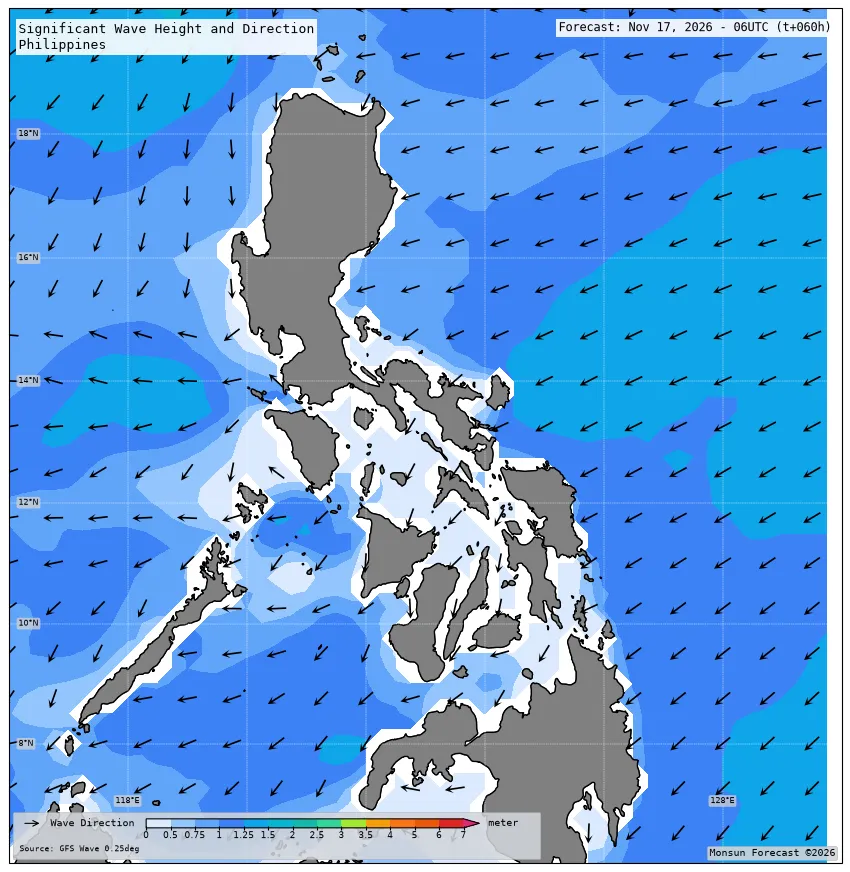 Significant Wave Height and Direction
Philippines
Forecast: Nov 17, 2026 - 06UTC (t+060h)
18°N
16°N
14°N
12°N
10°N
8°N
118°E
128°E
Wave Direction
meter
0 0.5 0.75 1 1.25 1.5 2 2.5 3 3.5 4 5 6 7
Source: GFS Wave 0.25deg
Monsun Forecast ©2026